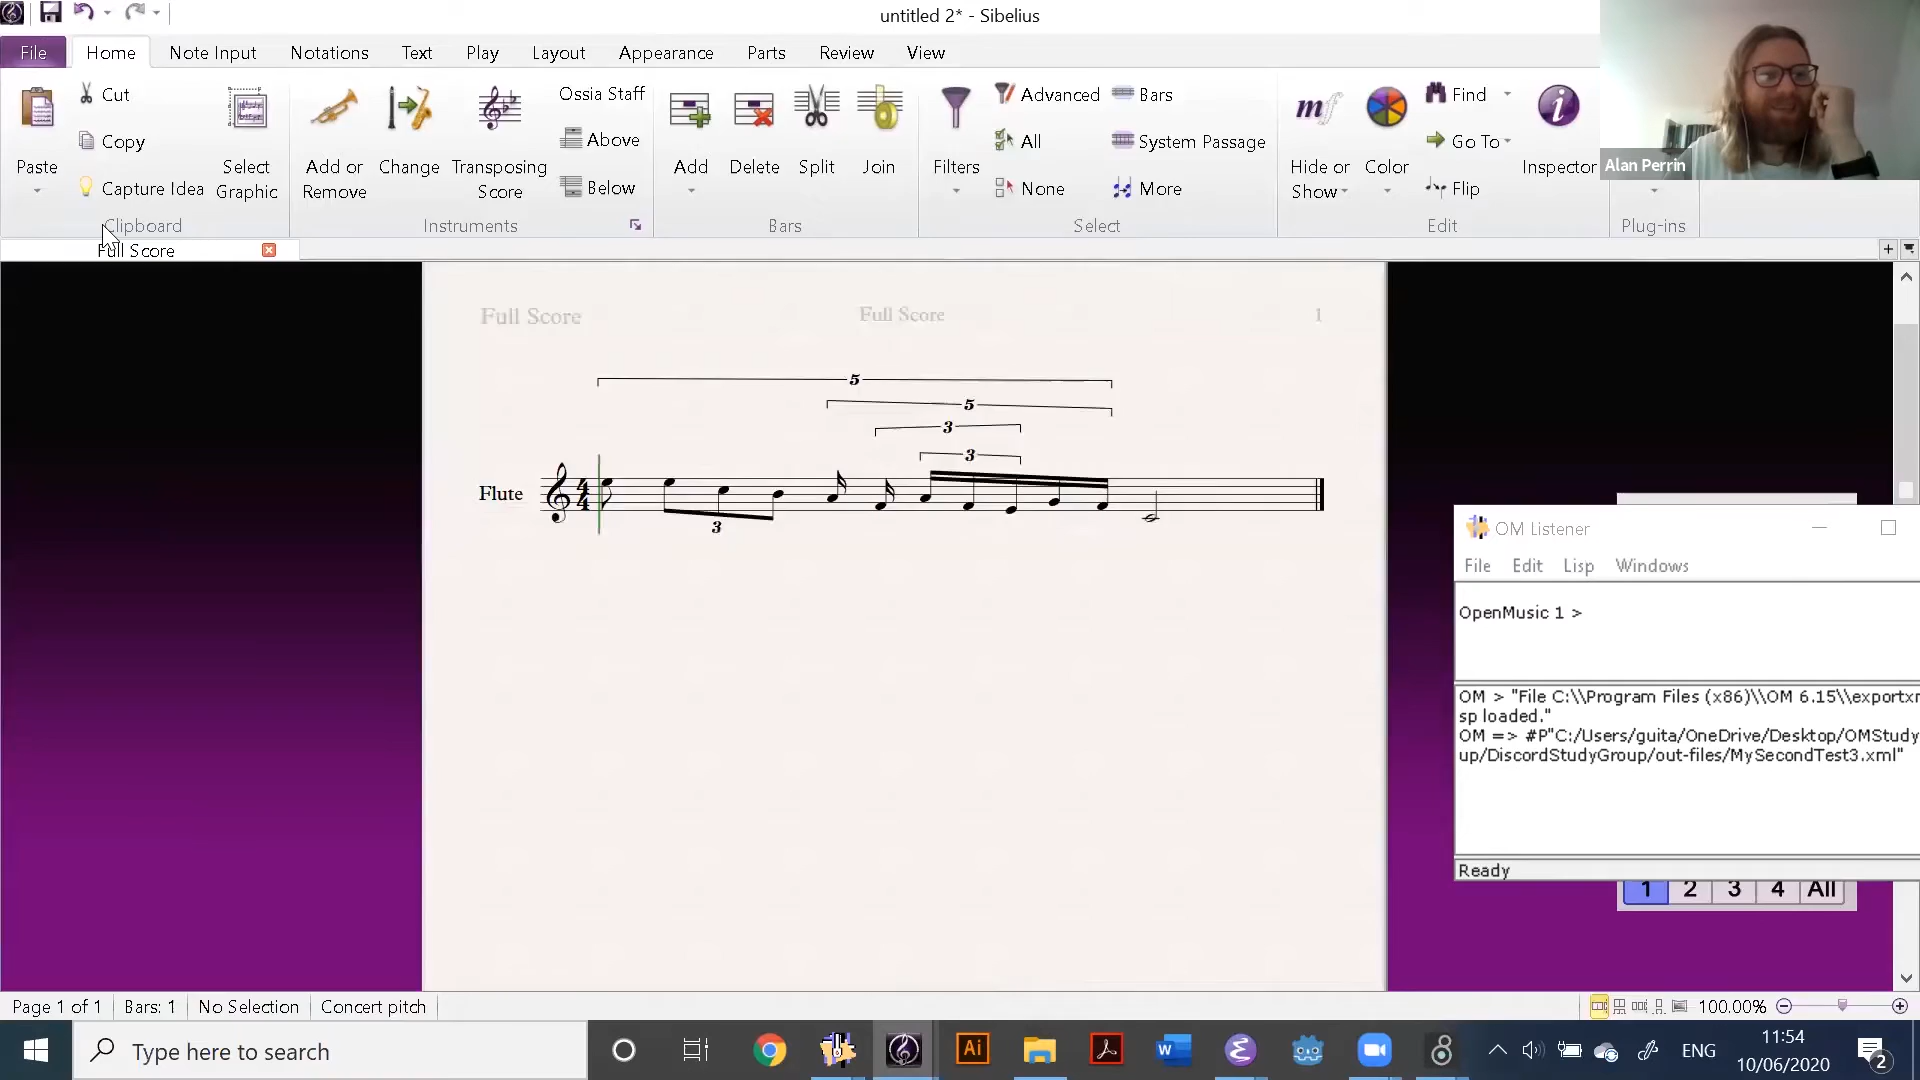 untitled 2* - Sibelius
File Home Note Input Notations Text Play Layout Appearance Parts Review View
Paste
Cut
Copy
Capture Idea
Select
Graphic
Clipboard
Add or
Remove
Change
Transposing
Score
Ossia Staff
Above
Below
Instruments
Add
Delete
Split
Join
Bars
Filters
Advanced
All
None
Bars
System Passage
More
Select
mf
Hide or
Show
Color
Find
Go To
Flip
Inspector
Edit
Plug-ins
Alan Perrin
Full Score
Full Score Full Score 1
5
5
3
3
Flute
4
4
3
OM Listener
File Edit Lisp Windows
OpenMusic 1 >
OM > "File C:\\Program Files (x86)\\OM 6.15\\exportx
sp loaded."
OM => #P"C:/Users/guita/OneDrive/Desktop/OMStudy
up/DiscordStudyGroup/out-files/MySecondTest3.xml"
Ready
1 2 3 4 All
Page 1 of 1 Bars: 1 No Selection Concert pitch 100.00%
Type here to search
Ai
W
ENG
11:54
10/06/2020
2